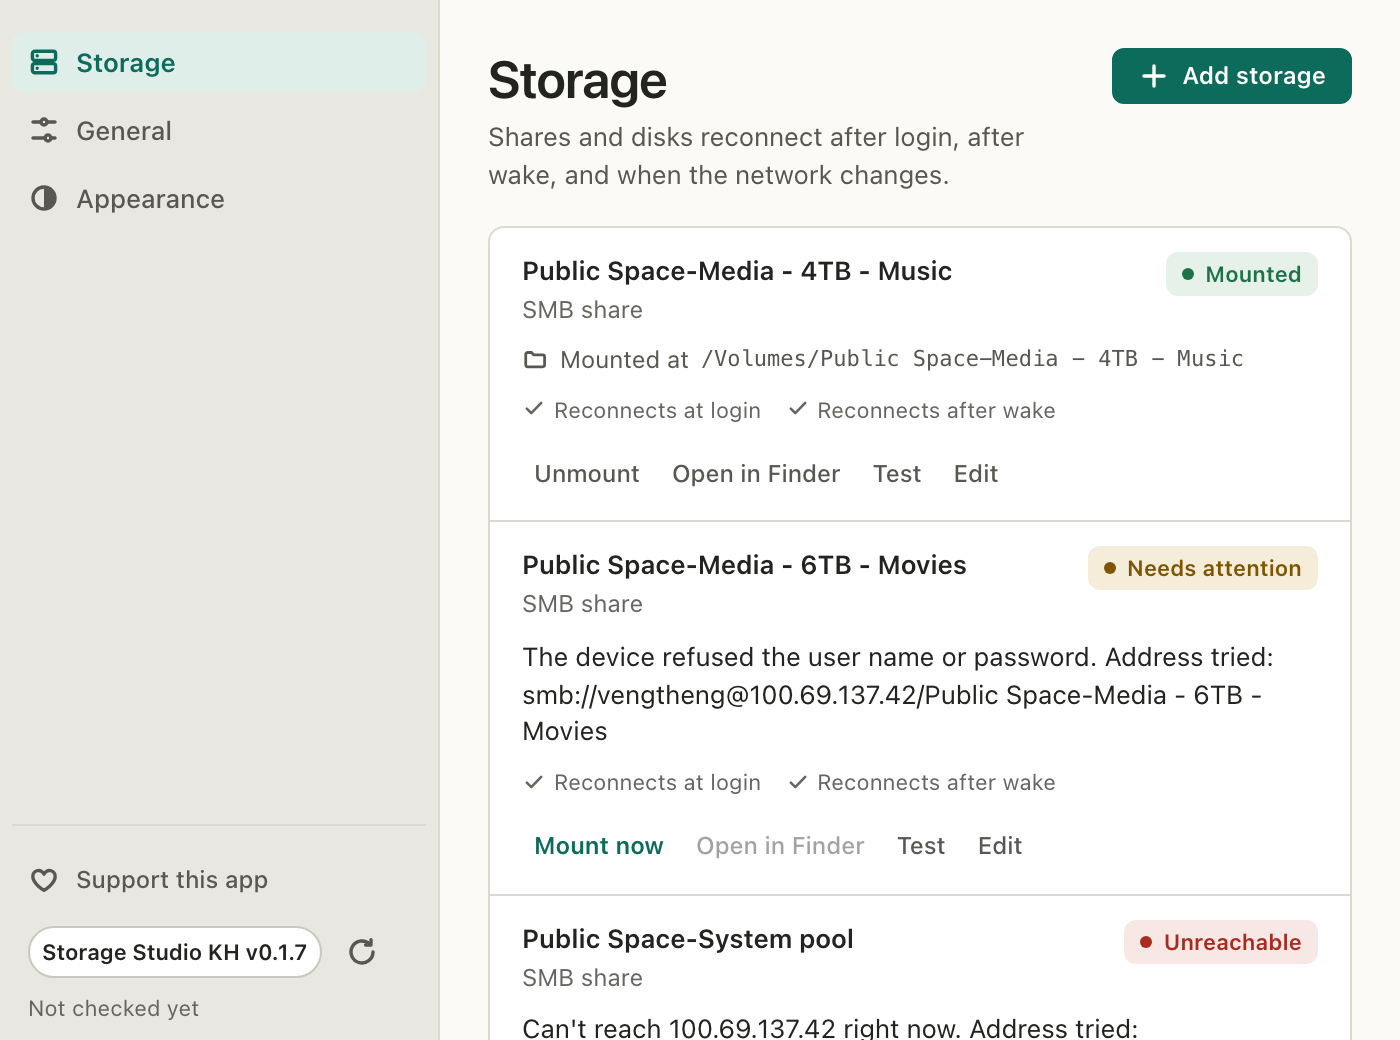 Storage
General
Appearance
Support this app
Storage Studio KH v0.1.7
Not checked yet
Storage
Add storage
Shares and disks reconnect after login, after
wake, and when the network changes.
Public Space-Media - 4TB - Music
Mounted
SMB share
Mounted at /Volumes/Public Space-Media - 4TB - Music
Reconnects at login Reconnects after wake
Unmount Open in Finder Test Edit
Public Space-Media - 6TB - Movies
Needs attention
SMB share
The device refused the user name or password. Address tried:
smb://vengtheng@100.69.137.42/Public Space-Media - 6TB -
Movies
Reconnects at login Reconnects after wake
Mount now Open in Finder Test Edit
Public Space-System pool
Unreachable
SMB share
Can't reach 100.69.137.42 right now. Address tried: